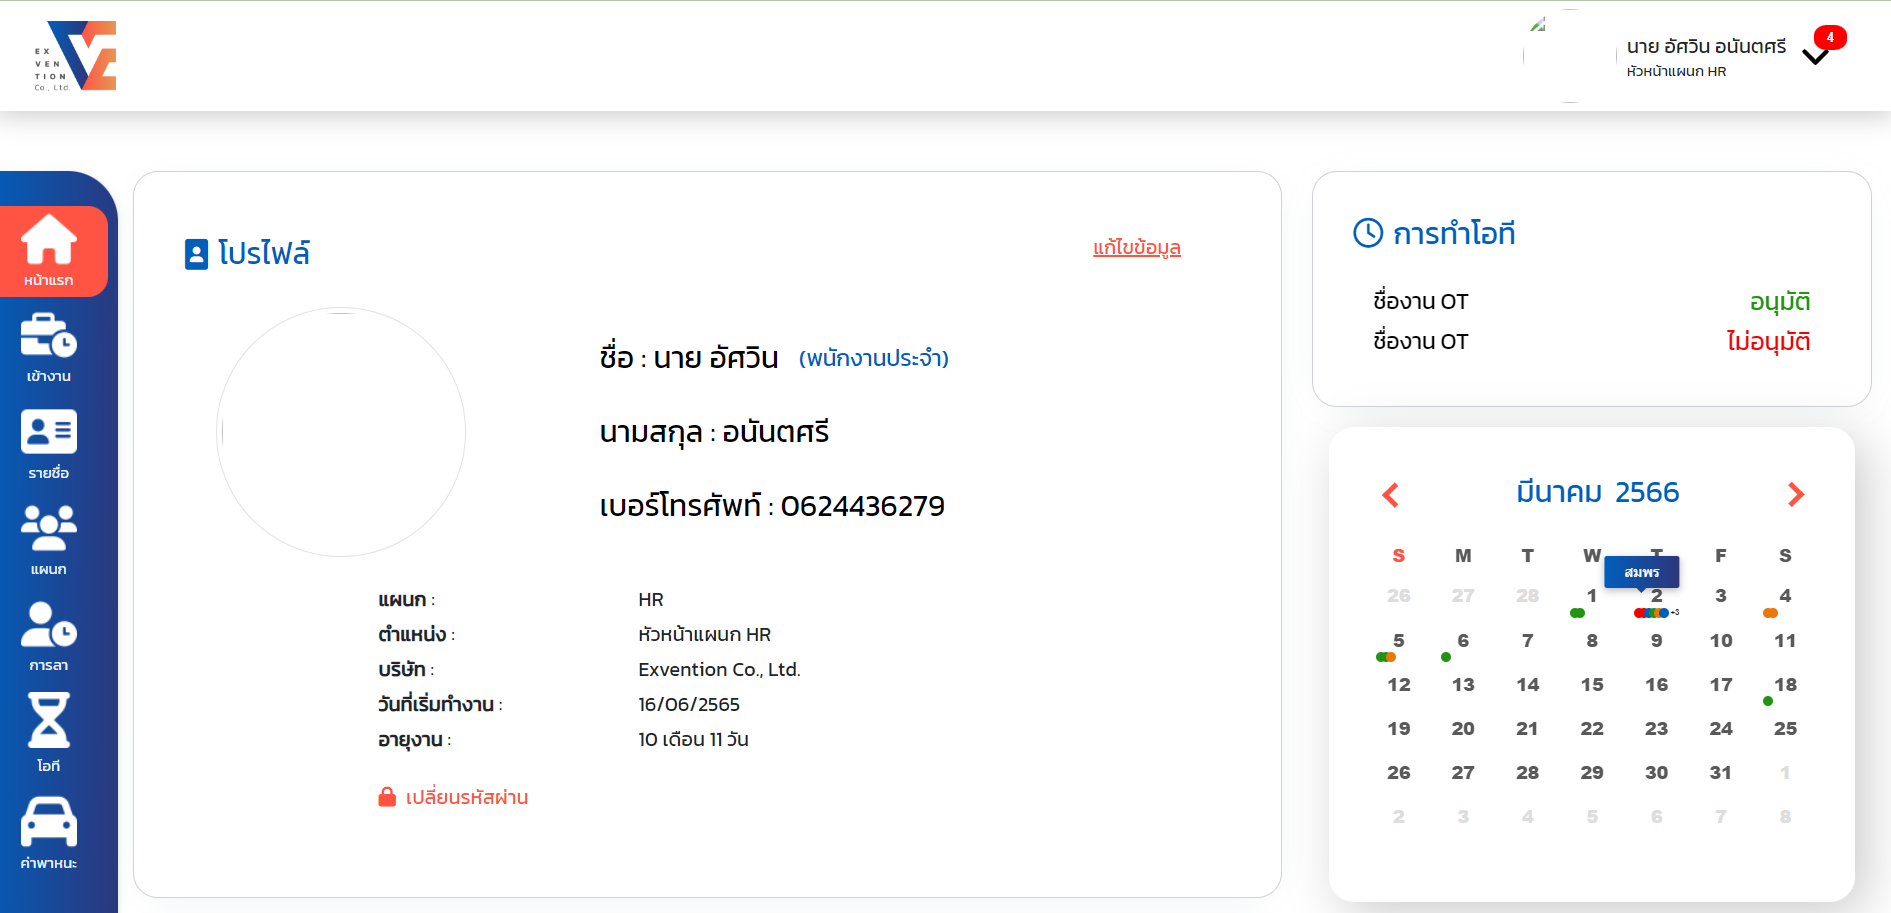 EX
VEN
TION
Co., Ltd.
นาย อัศวิน อนันตศรี
หัวหน้าแผนก HR
4
หน้าแรก
เข้างาน
รายชื่อ
แผนก
การลา
โอที
ค่าพาหนะ
โปรไฟล์
แก้ไขข้อมูล
ชื่อ : นาย อัศวิน (พนักงานประจำ)
นามสกุล : อนันตศรี
เบอร์โทรศัพท์ : 0624436279
แผนก : HR
ตำแหน่ง : หัวหน้าแผนก HR
บริษัท : Exvention Co., Ltd.
วันที่เริ่มทำงาน : 16/06/2565
อายุงาน : 10 เดือน 11 วัน
เปลี่ยนรหัสผ่าน
การทำโอที
ชื่องาน OT อนุมัติ
ชื่องาน OT ไม่อนุมัติ
มีนาคม 2566
S M T W T F S
สมพร
26 27 28 1 2 3 4
+3
5 6 7 8 9 10 11
12 13 14 15 16 17 18
19 20 21 22 23 24 25
26 27 28 29 30 31 1
2 3 4 5 6 7 8